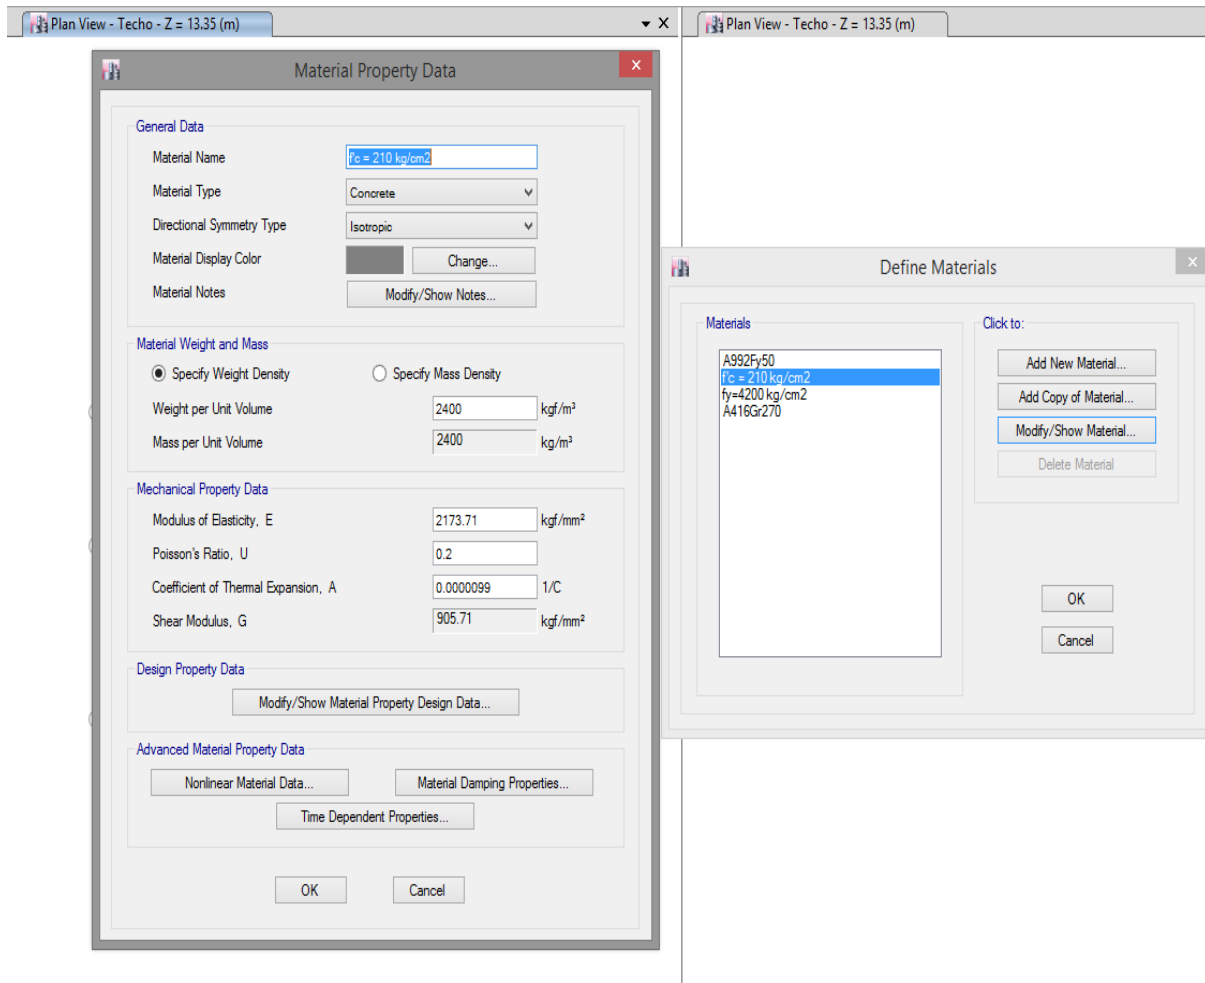 Plan View - Techo - Z = 13.35 (m)
Plan View - Techo - Z = 13.35 (m)
Material Property Data
General Data
Material Name
f'c = 210 kg/cm2
Material Type
Concrete
Directional Symmetry Type
Isotropic
Material Display Color
Change...
Material Notes
Modify/Show Notes...
Material Weight and Mass
Specify Weight Density
Specify Mass Density
Weight per Unit Volume
2400
kgf/m³
Mass per Unit Volume
2400
kg/m³
Mechanical Property Data
Modulus of Elasticity, E
2173.71
kgf/mm²
Poisson's Ratio, U
0.2
Coefficient of Thermal Expansion, A
0.0000099
1/C
Shear Modulus, G
905.71
kgf/mm²
Design Property Data
Modify/Show Material Property Design Data...
Advanced Material Property Data
Nonlinear Material Data...
Material Damping Properties...
Time Dependent Properties...
OK
Cancel
Define Materials
Materials
A992Fy50
f'c = 210 kg/cm2
fy=4200 kg/cm2
A416Gr270
Click to:
Add New Material...
Add Copy of Material...
Modify/Show Material...
Delete Material
OK
Cancel